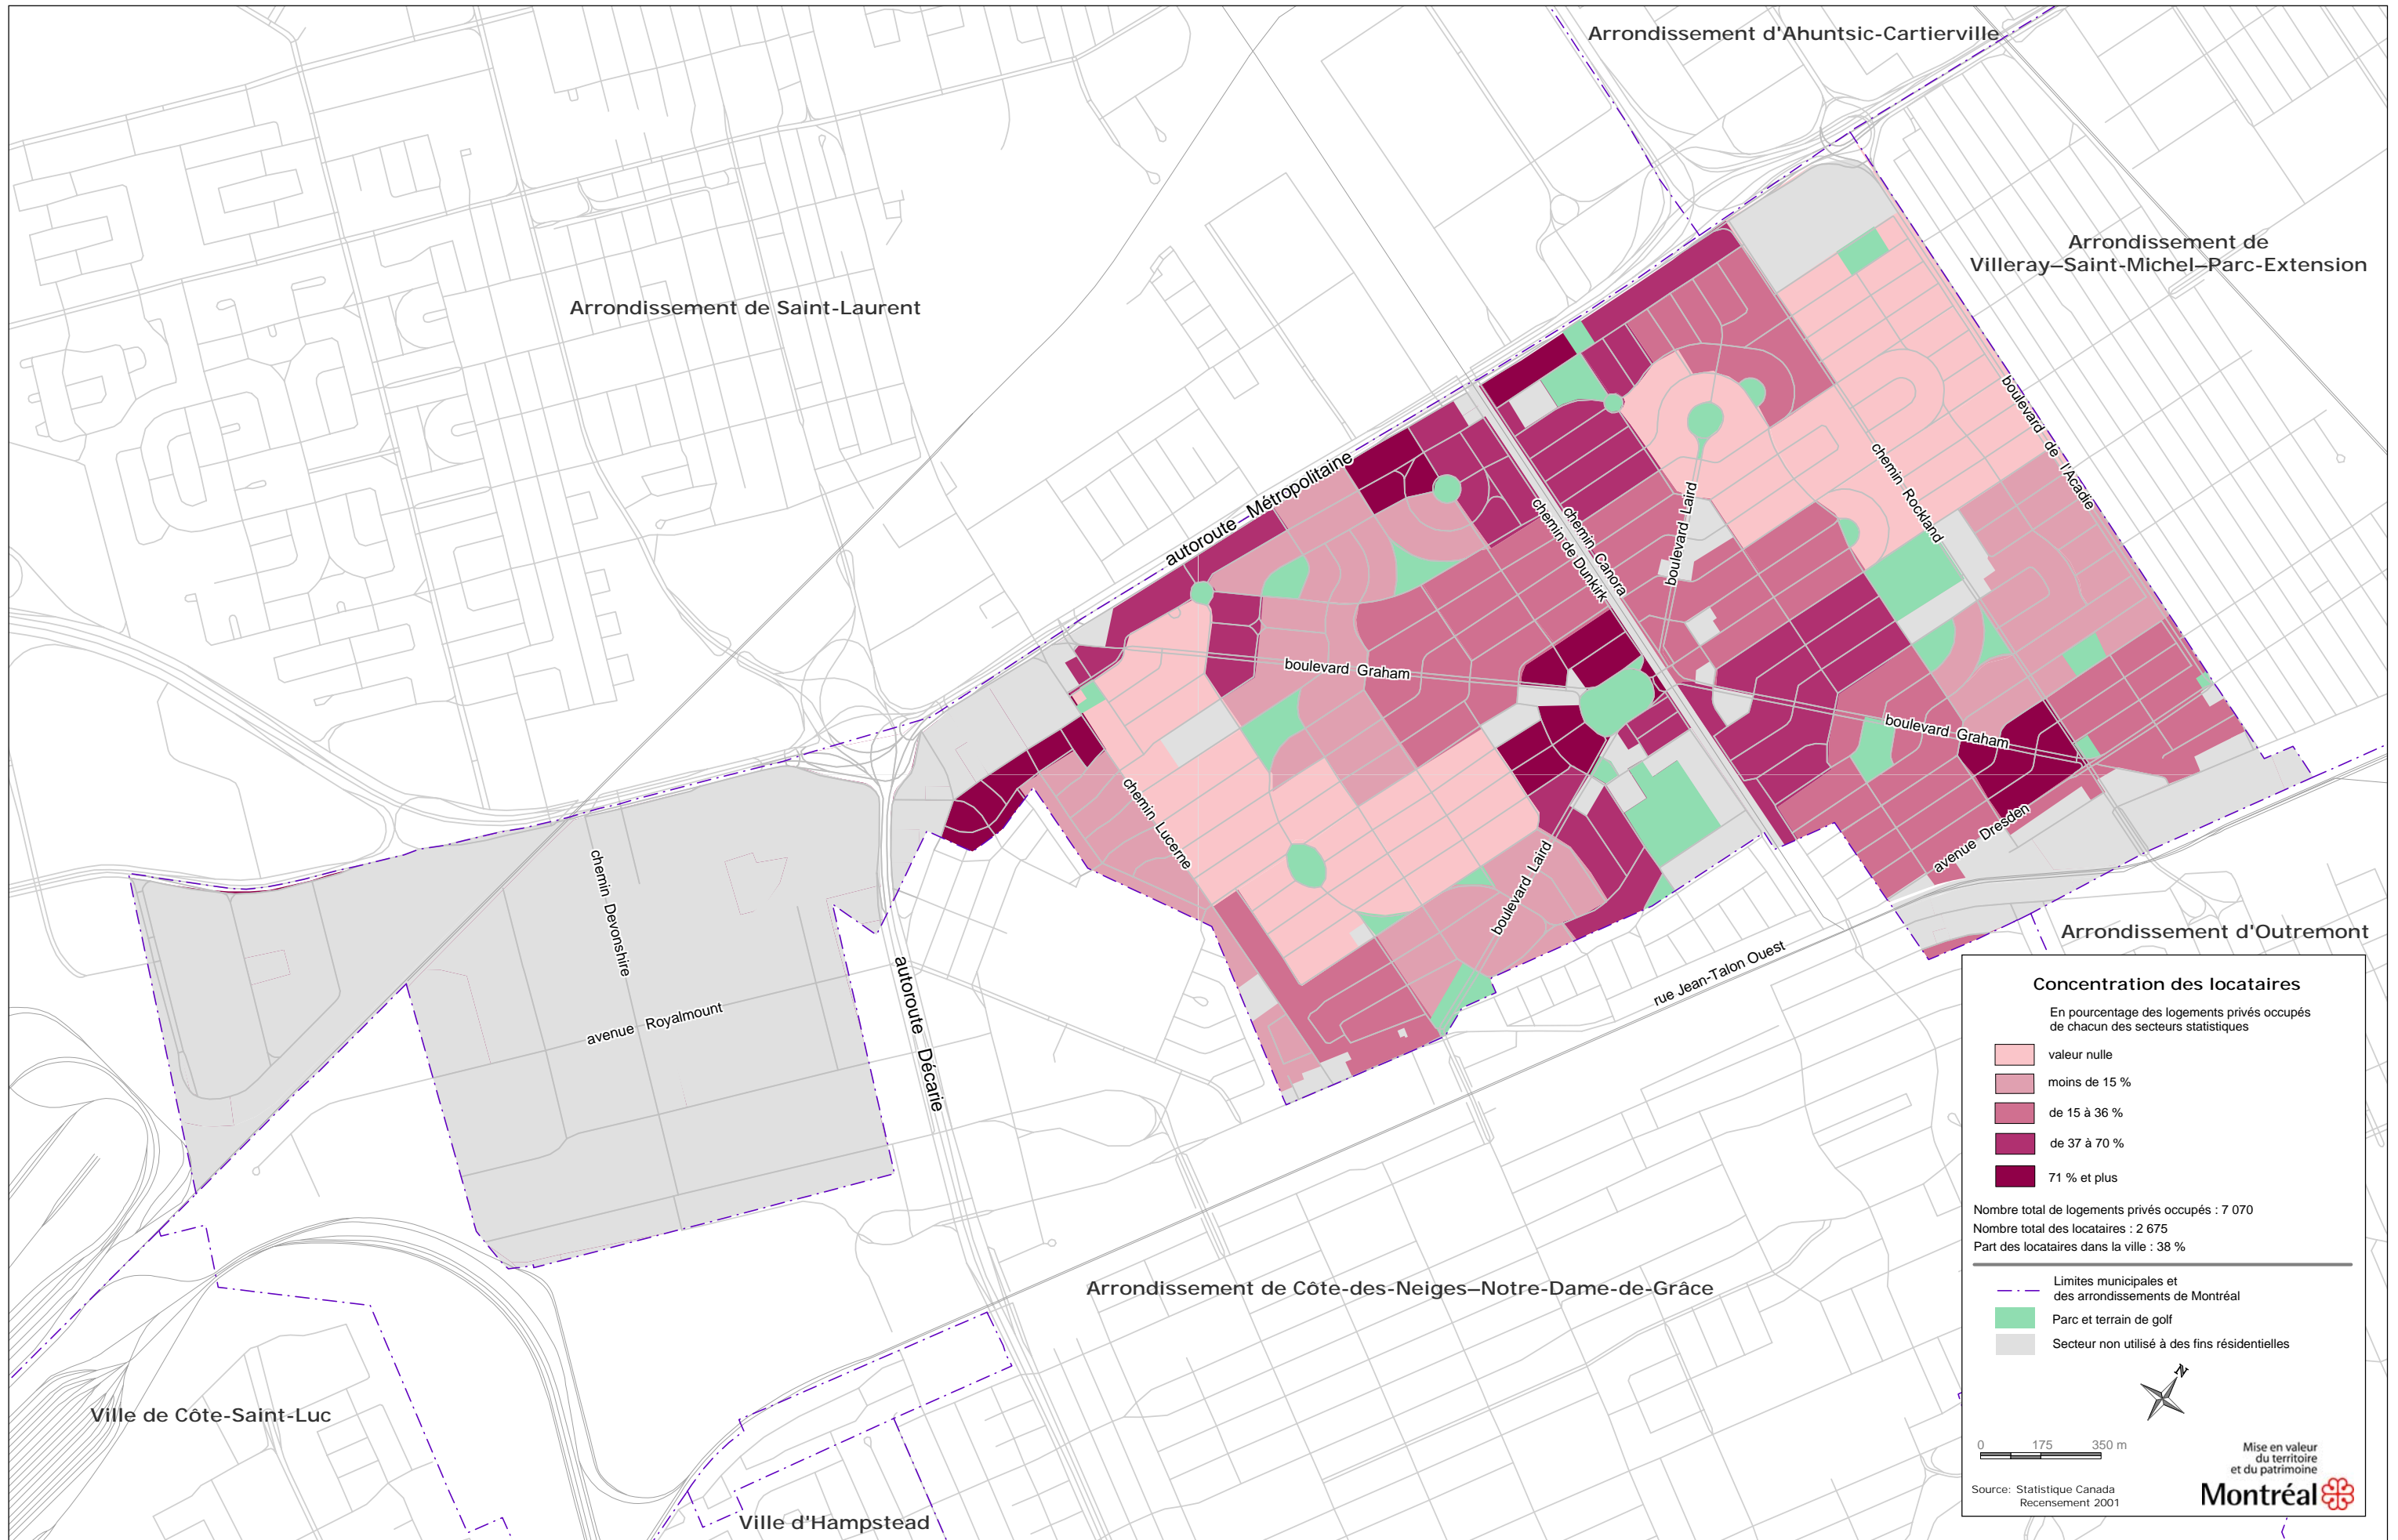 Arrondissement d'Ahuntsic-Cartierville
Arrondissement de
Villeray–Saint-Michel–Parc-Extension
Arrondissement de Saint-Laurent
autoroute Métropolitaine
boulevard de l'Acadie
chemin Rockland
boulevard Laird
chemin Canora
chemin de Dunkirk
boulevard Graham
boulevard Graham
chemin Lucerne
boulevard Laird
avenue Dresden
chemin Devonshire
avenue Royalmount
autoroute Décarie
rue Jean-Talon Ouest
Arrondissement d'Outremont
Arrondissement de Côte-des-Neiges–Notre-Dame-de-Grâce
Ville de Côte-Saint-Luc
Ville d'Hampstead
Concentration des locataires
En pourcentage des logements privés occupés
de chacun des secteurs statistiques
valeur nulle
moins de 15 %
de 15 à 36 %
de 37 à 70 %
71 % et plus
Nombre total de logements privés occupés : 7 070
Nombre total des locataires : 2 675
Part des locataires dans la ville : 38 %
Limites municipales et
des arrondissements de Montréal
Parc et terrain de golf
Secteur non utilisé à des fins résidentielles
N
0 175 350 m
Mise en valeur
du territoire
et du patrimoine
Source: Statistique Canada
Recensement 2001
Montréal